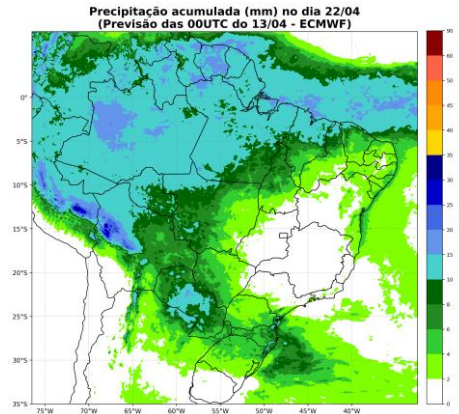 Precipitação acumulada (mm) no dia 22/04
(Previsão das 00UTC do 13/04 - ECMWF)
90
60
50
45
40
35
30
25
20
15
10
8
6
4
2
0
0°
5°S
10°S
15°S
20°S
25°S
30°S
35°S
75°W
70°W
65°W
60°W
55°W
50°W
45°W
40°W